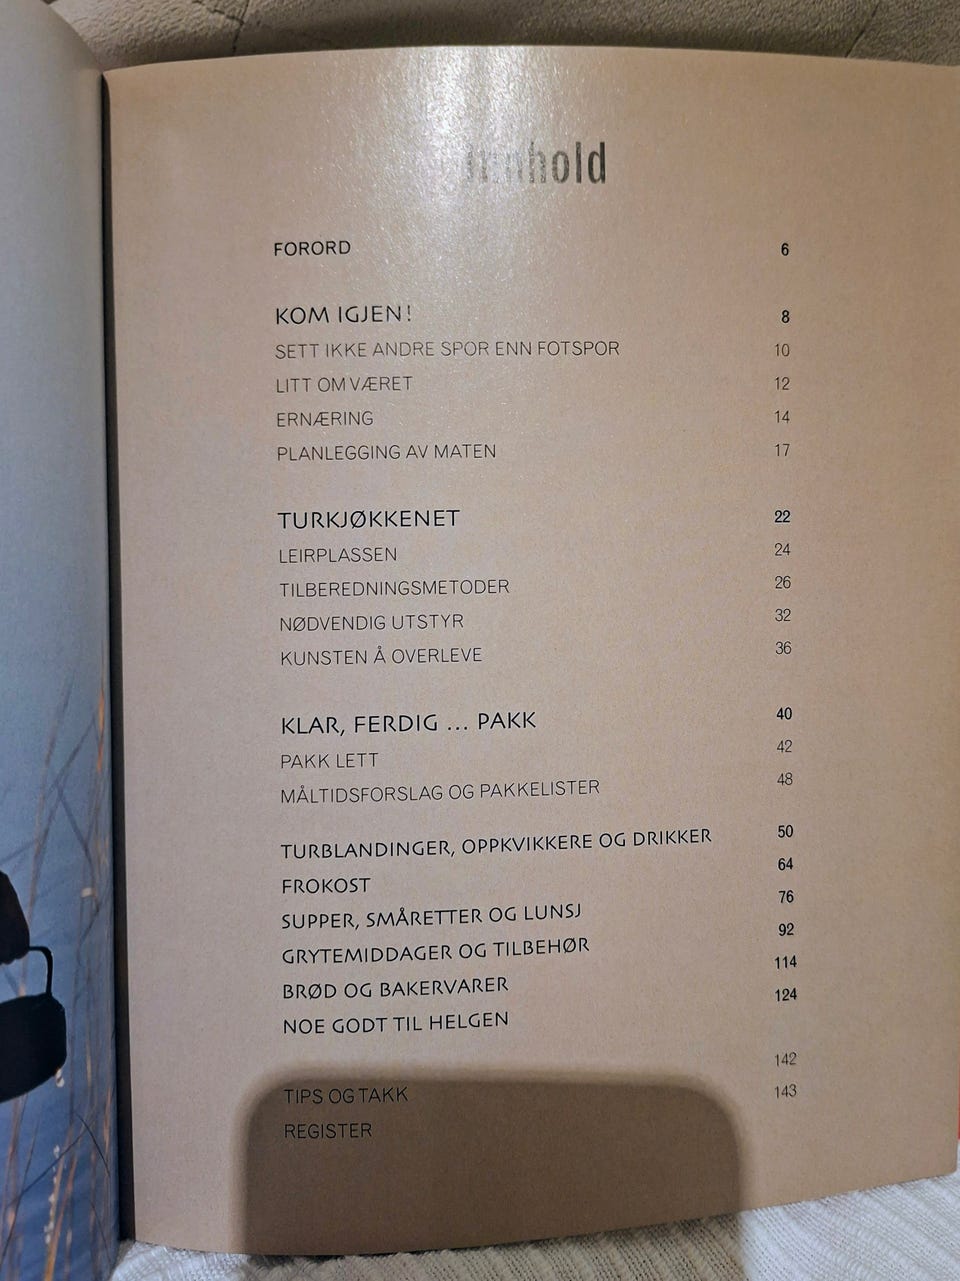 Innhold
FORORD 6
KOM IGJEN! 8
SETT IKKE ANDRE SPOR ENN FOTSPOR 10
LITT OM VÆRET 12
ERNÆRING 14
PLANLEGGING AV MATEN 17
TURKJØKKENET 22
LEIRPLASSEN 24
TILBEREDNINGSMETODER 26
NØDVENDIG UTSTYR 32
KUNSTEN Å OVERLEVE 36
KLAR, FERDIG ... PAKK 40
PAKK LETT 42
MÅLTIDSFORSLAG OG PAKKELISTER 48
TURBLANDINGER, OPPKVIKKERE OG DRIKKER 50
FROKOST 64
SUPPER, SMÅRETTER OG LUNSJ 76
GRYTEMIDDAGER OG TILBEHØR 92
BRØD OG BAKERVARER 114
NOE GODT TIL HELGEN 124
TIPS OG TAKK 142
REGISTER 143